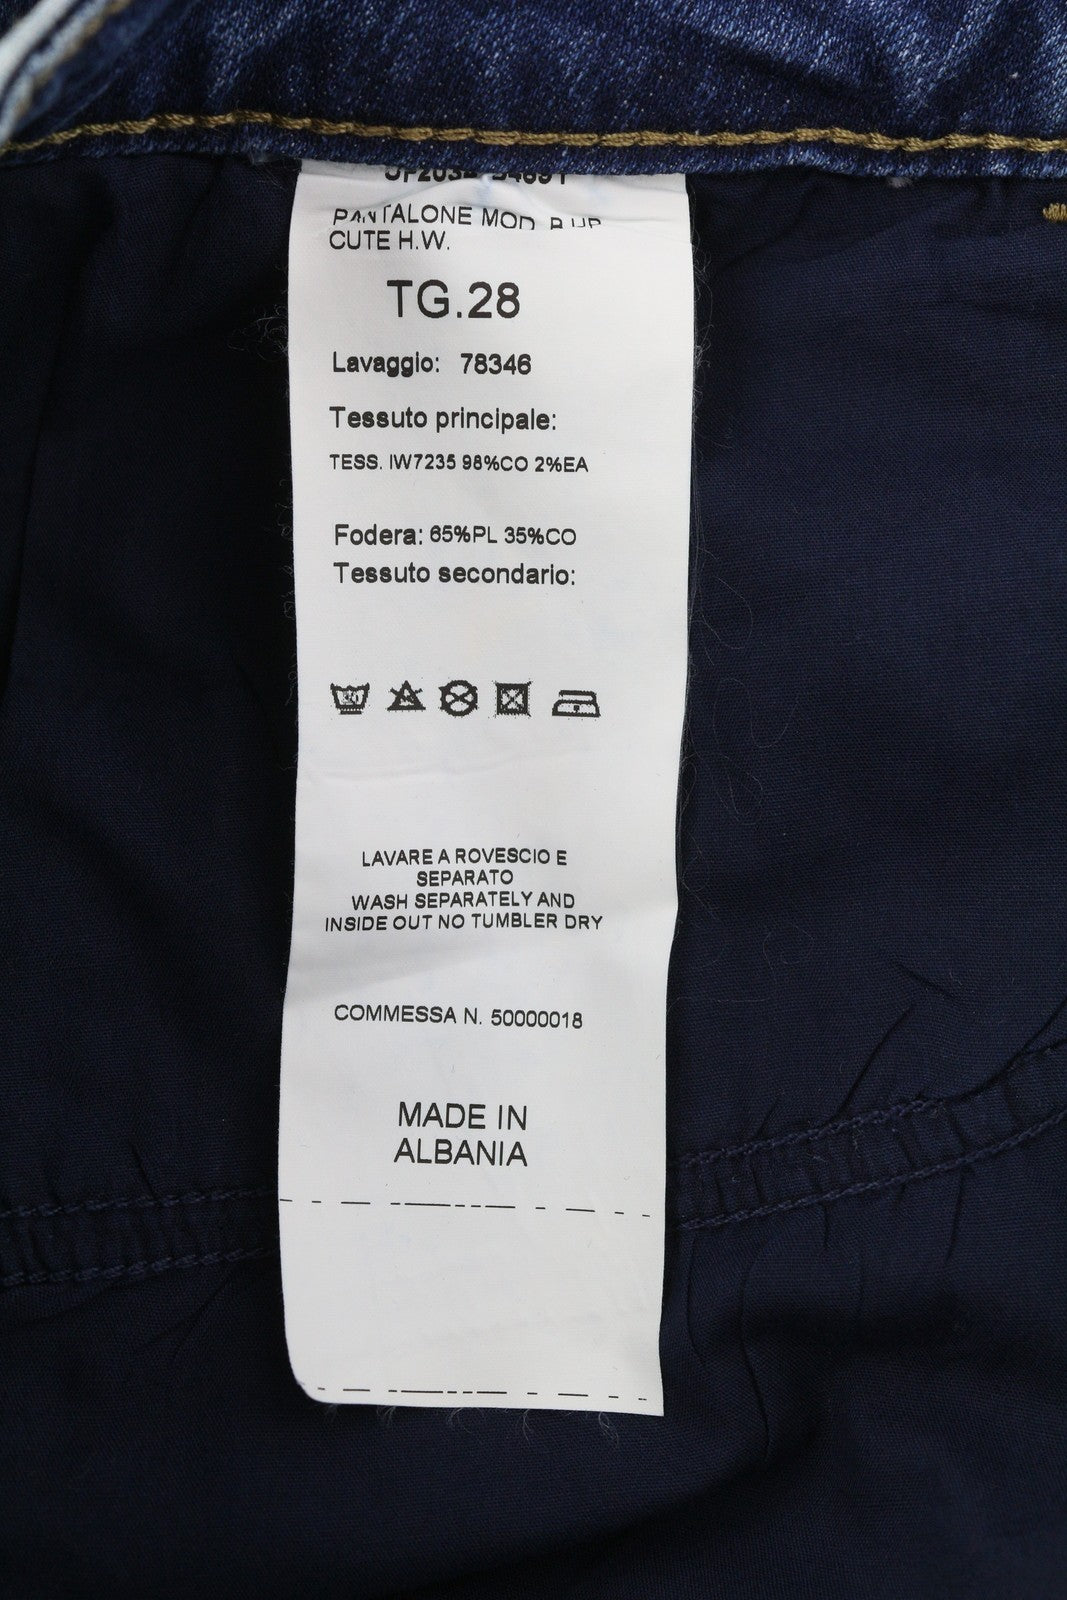 PANTALONE MOD. P.UP
CUTE H.W.
TG.28
Lavaggio: 78346
Tessuto principale:
TESS. IW7235 98%CO 2%EA
Fodera: 65%PL 35%CO
Tessuto secondario:
LAVARE A ROVESCIO E
SEPARATO
WASH SEPARATELY AND
INSIDE OUT NO TUMBLER DRY
COMMESSA N. 50000018
MADE IN
ALBANIA